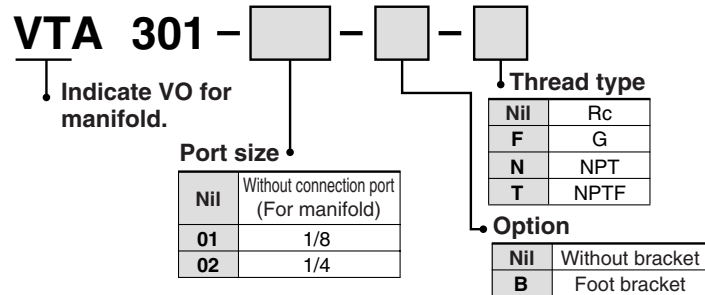 VTA 301 – – –
Indicate VO for
manifold.
Port size
Nil Without connection port
(For manifold)
01 1/8
02 1/4
Thread type
Nil Rc
F G
N NPT
T NPTF
Option
Nil Without bracket
B Foot bracket